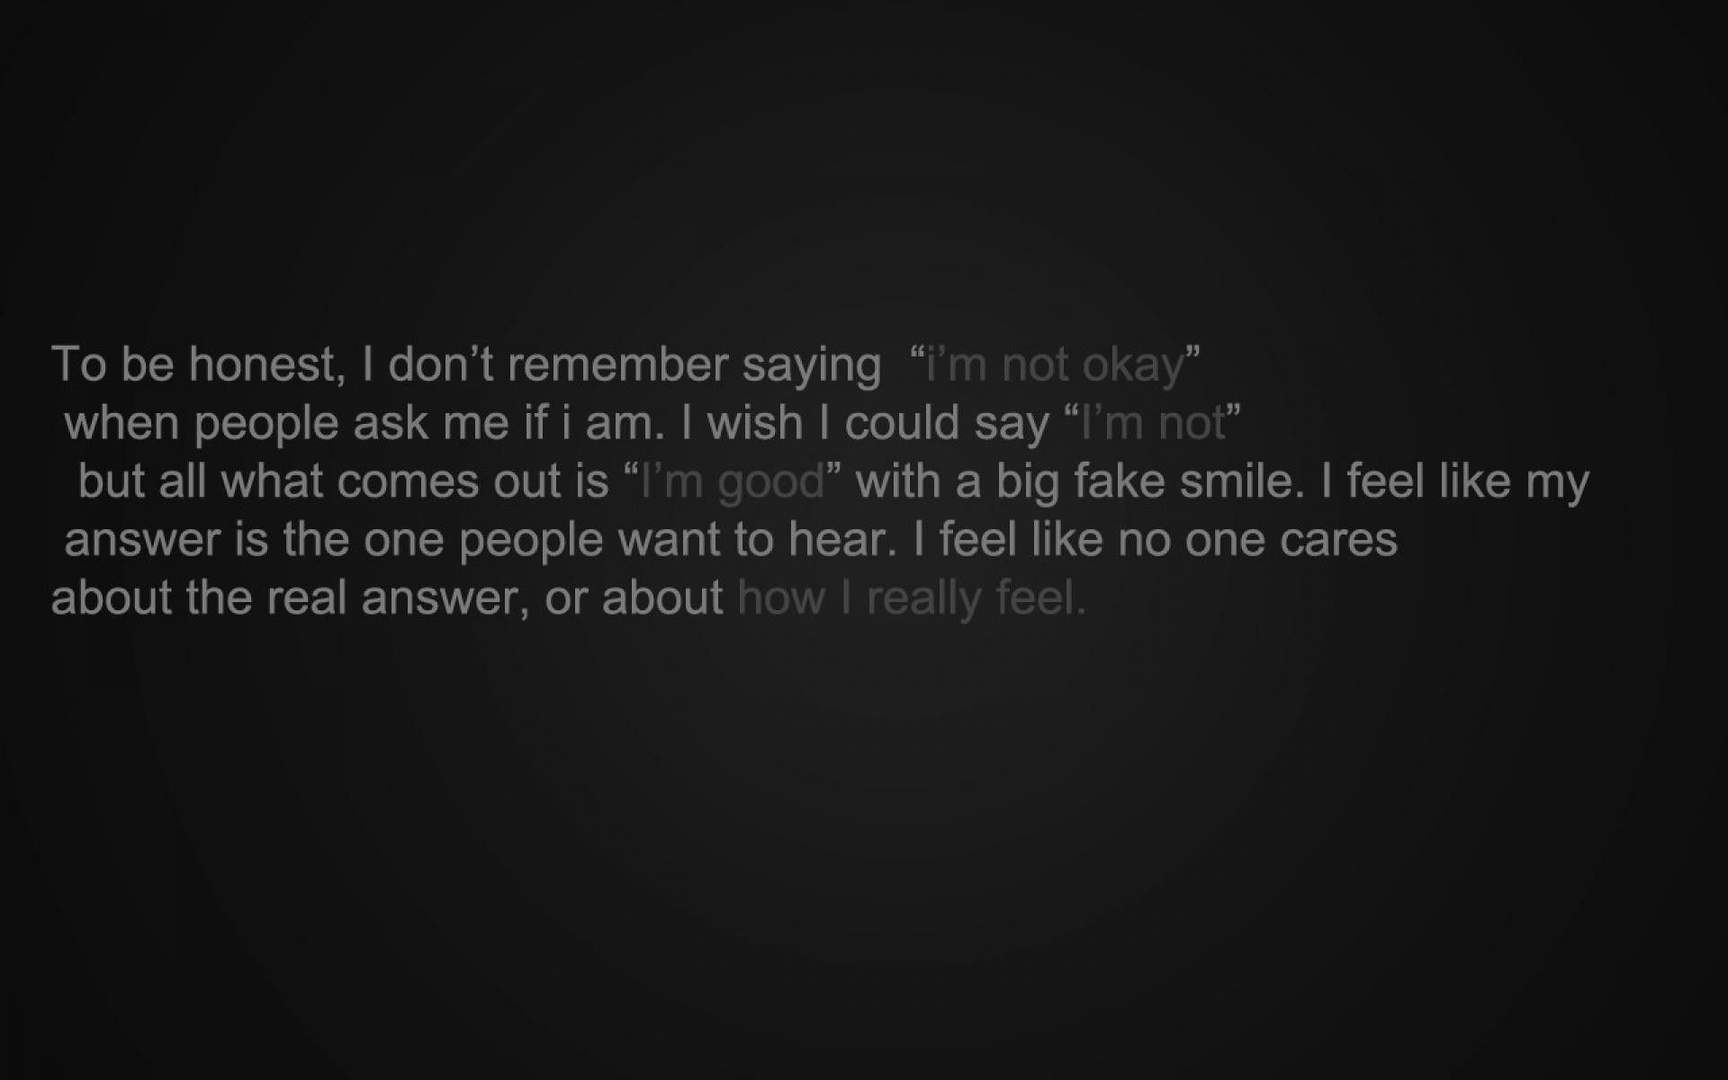 To be honest, I don’t remember saying “i’m not okay”
when people ask me if i am. I wish I could say “I’m not”
but all what comes out is “I’m good” with a big fake smile. I feel like my
answer is the one people want to hear. I feel like no one cares
about the real answer, or about how I really feel.